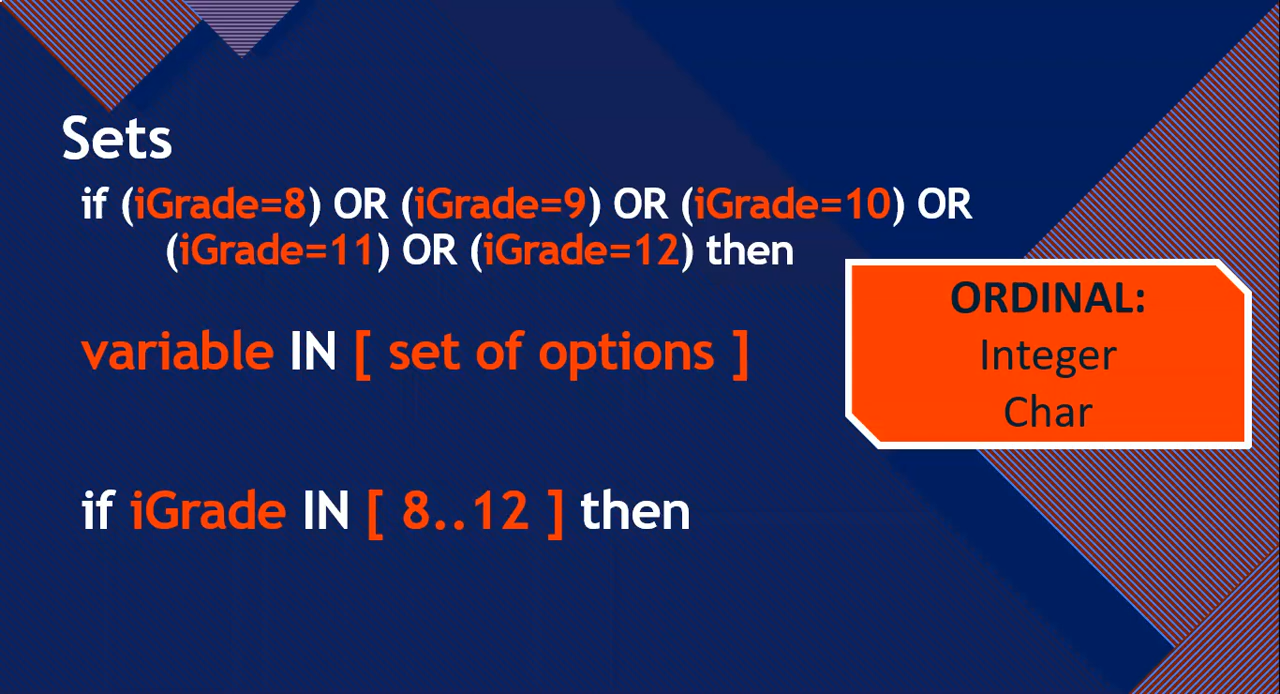 Sets
if (iGrade=8) OR (iGrade=9) OR (iGrade=10) OR
(iGrade=11) OR (iGrade=12) then
variable IN [ set of options ]
ORDINAL:
Integer
Char
if iGrade IN [ 8..12 ] then